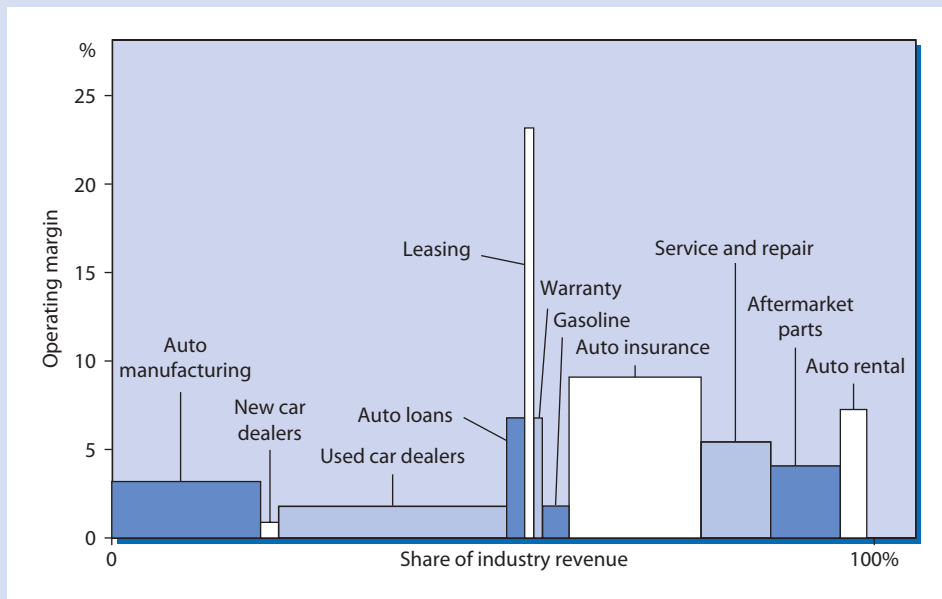 %
25
20
15
10
5
0
Operating margin
Leasing
Service and repair
Warranty
Aftermarket
parts
Gasoline
Auto
manufacturing
Auto insurance
Auto rental
New car
dealers
Auto loans
Used car dealers
0
Share of industry revenue
100%